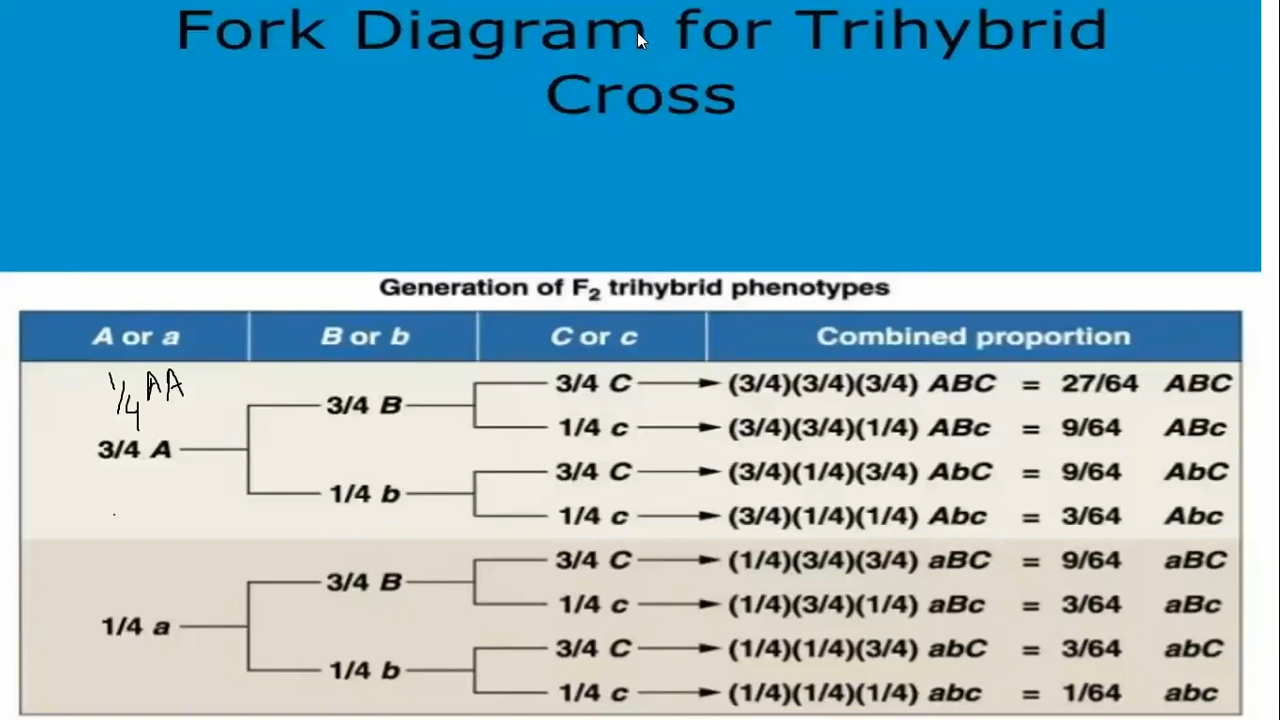 Fork Diagram for Trihybrid
Cross
Generation of F₂ trihybrid phenotypes
A or a B or b C or c Combined proportion
1/4 AA
3/4 C (3/4)(3/4)(3/4) ABC = 27/64 ABC
3/4 B
1/4 c (3/4)(3/4)(1/4) ABc = 9/64 ABc
3/4 A
3/4 C (3/4)(1/4)(3/4) AbC = 9/64 AbC
1/4 b
1/4 c (3/4)(1/4)(1/4) Abc = 3/64 Abc
3/4 C (1/4)(3/4)(3/4) aBC = 9/64 aBC
3/4 B
1/4 c (1/4)(3/4)(1/4) aBc = 3/64 aBc
1/4 a
3/4 C (1/4)(1/4)(3/4) abC = 3/64 abC
1/4 b
1/4 c (1/4)(1/4)(1/4) abc = 1/64 abc